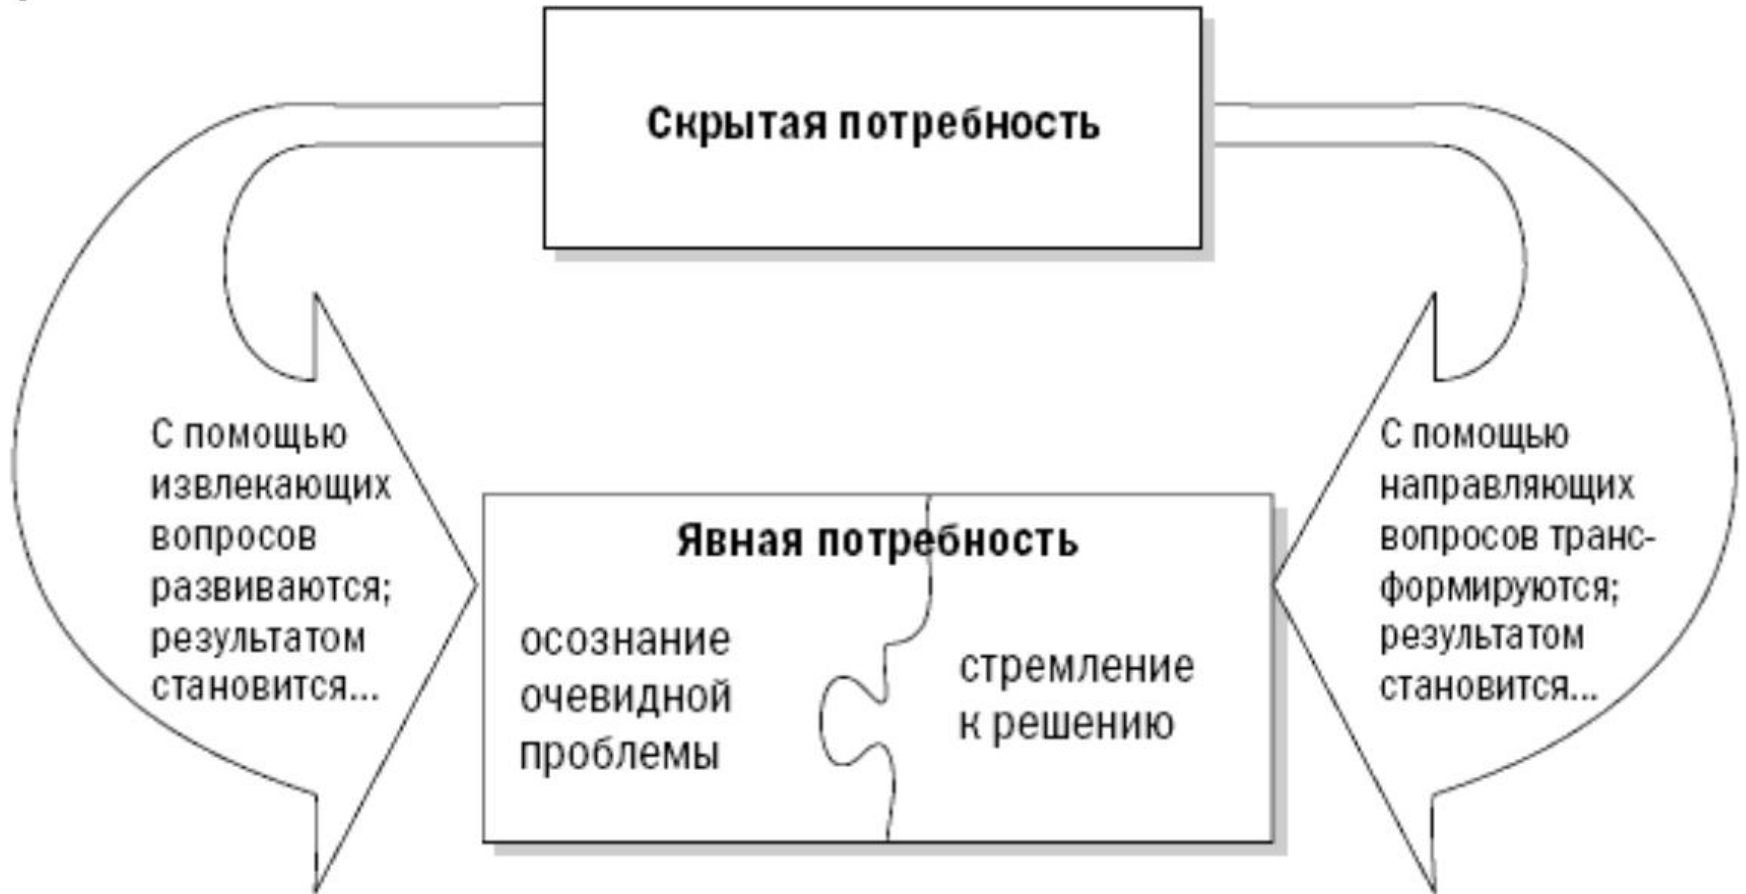 Скрытая потребность
С помощью
извлекающих
вопросов
развиваются;
результатом
становится...
Явная потребность
осознание
очевидной
проблемы
стремление
к решению
С помощью
направляющих
вопросов транс-
формируются;
результатом
становится...